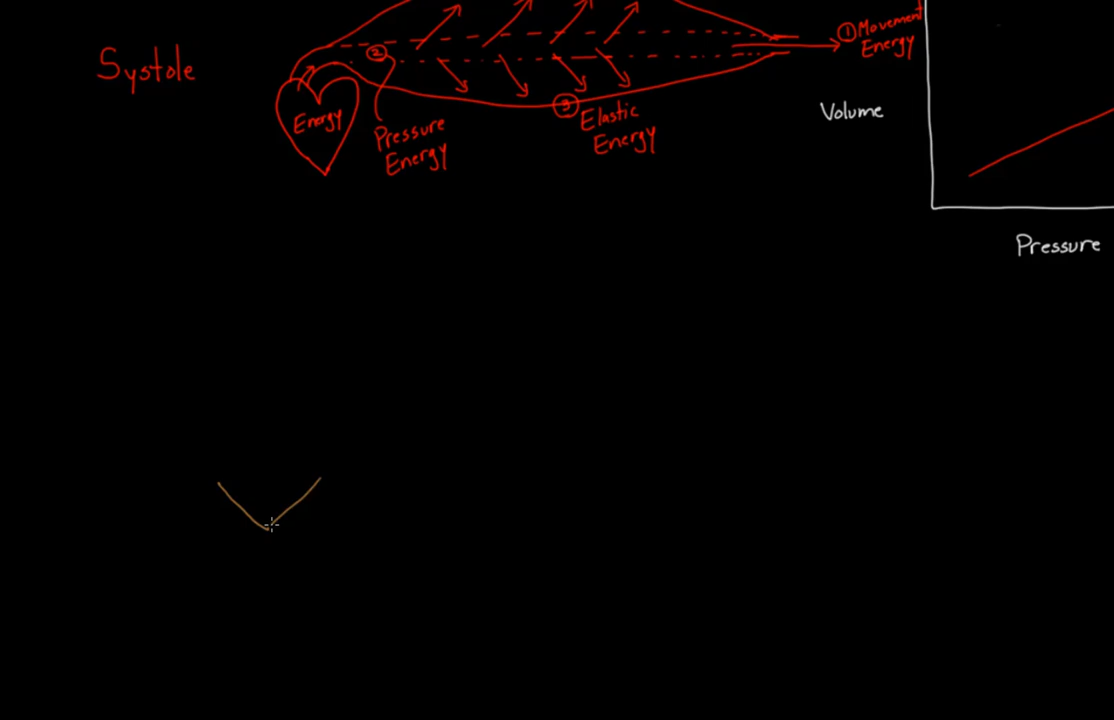 Systole
Energy
②
Pressure
Energy
③
Elastic
Energy
① Movement
Energy
Volume
Pressure